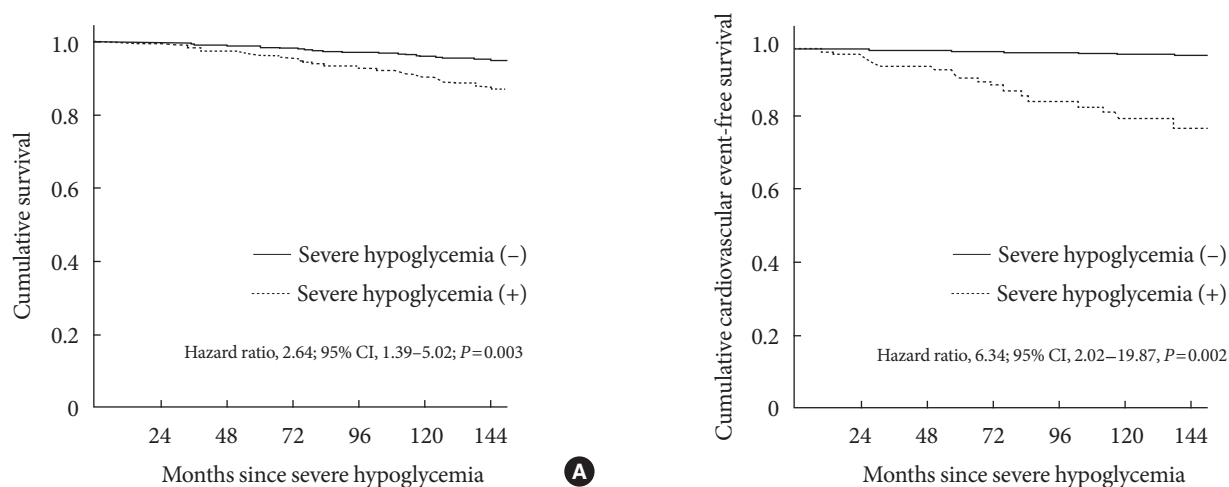 Cumulative survival
1.0
0.8
0.6
0.4
0.2
0
Severe hypoglycemia (–)
Severe hypoglycemia (+)
Hazard ratio, 2.64; 95% CI, 1.39–5.02; P=0.003
24 48 72 96 120 144
Months since severe hypoglycemia
A
Cumulative cardiovascular event-free survival
1.0
0.8
0.6
0.4
0.2
0
Severe hypoglycemia (–)
Severe hypoglycemia (+)
Hazard ratio, 6.34; 95% CI, 2.02–19.87, P=0.002
24 48 72 96 120 144
Months since severe hypoglycemia